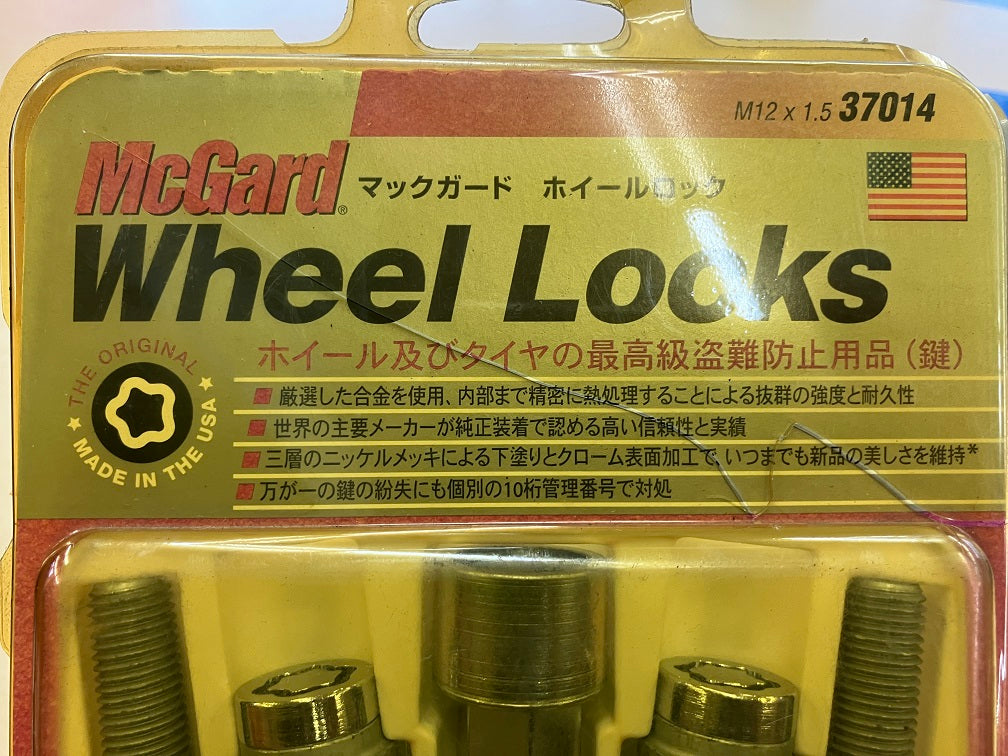 M12 x 1.5 37014
McGard® マックガード ホイールロック
Wheel Locks
ホイール及びタイヤの最高級盗難防止用品（鍵）
THE ORIGINAL
★ MADE IN THE USA ★
厳選した合金を使用、内部まで精密に熱処理することによる抜群の強度と耐久性
世界の主要メーカーが純正装着で認める高い信頼性と実績
三層のニッケルメッキによる下塗りとクローム表面加工で、いつまでも新品の美しさを維持*
万が一の鍵の紛失にも個別の10桁管理番号で対処